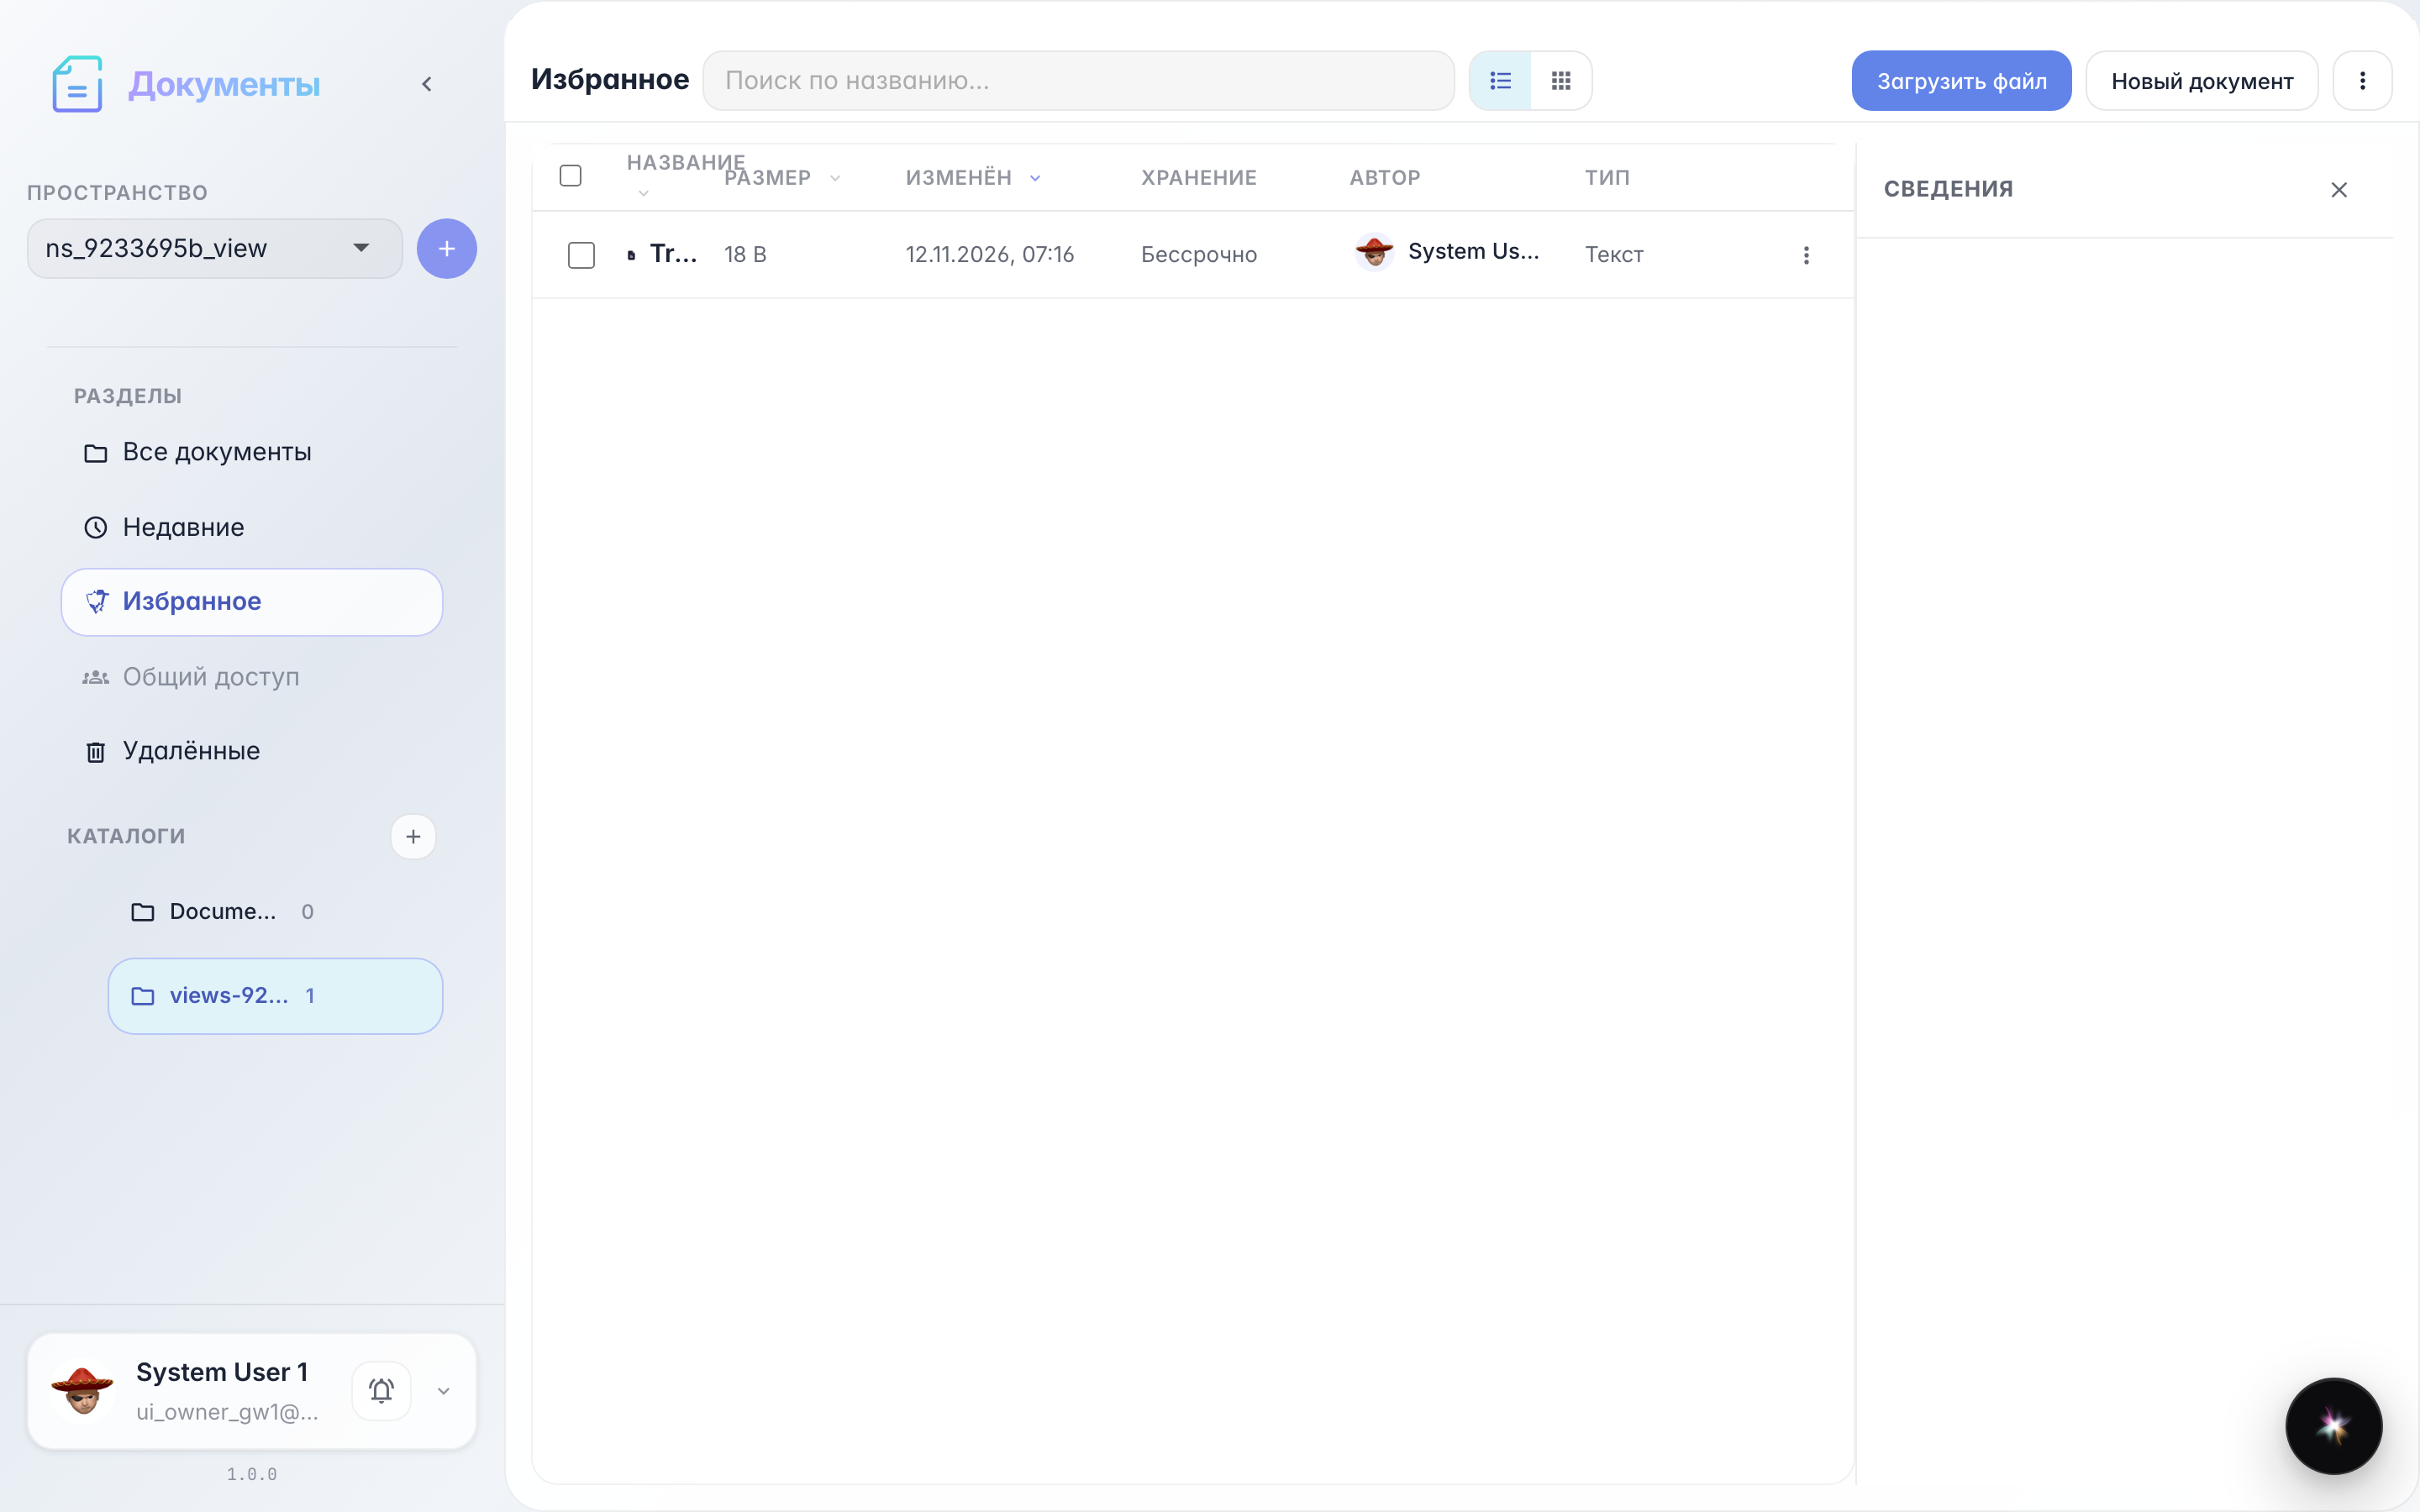 Документы
ПРОСТРАНСТВО
ns_9233695b_view
РАЗДЕЛЫ
Все документы
Недавние
Избранное
Общий доступ
Удалённые
КАТАЛОГИ
Docume... 0
views-92... 1
System User 1
ui_owner_gw1@...
1.0.0
Избранное
Поиск по названию...
Загрузить файл
Новый документ
НАЗВАНИЕ РАЗМЕР ИЗМЕНЁН ХРАНЕНИЕ АВТОР ТИП
Tr... 18 B 12.11.2026, 07:16 Бессрочно System Us... Текст
СВЕДЕНИЯ